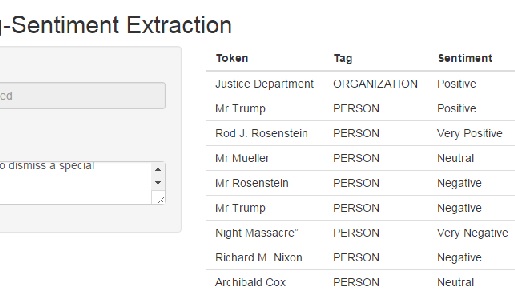 g-Sentiment Extraction
ed
o dismiss a special
Token Tag Sentiment
Justice Department ORGANIZATION Positive
Mr Trump PERSON Positive
Rod J. Rosenstein PERSON Very Positive
Mr Mueller PERSON Neutral
Mr Rosenstein PERSON Negative
Mr Trump PERSON Negative
Night Massacre" PERSON Very Negative
Richard M. Nixon PERSON Negative
Archibald Cox PERSON Neutral